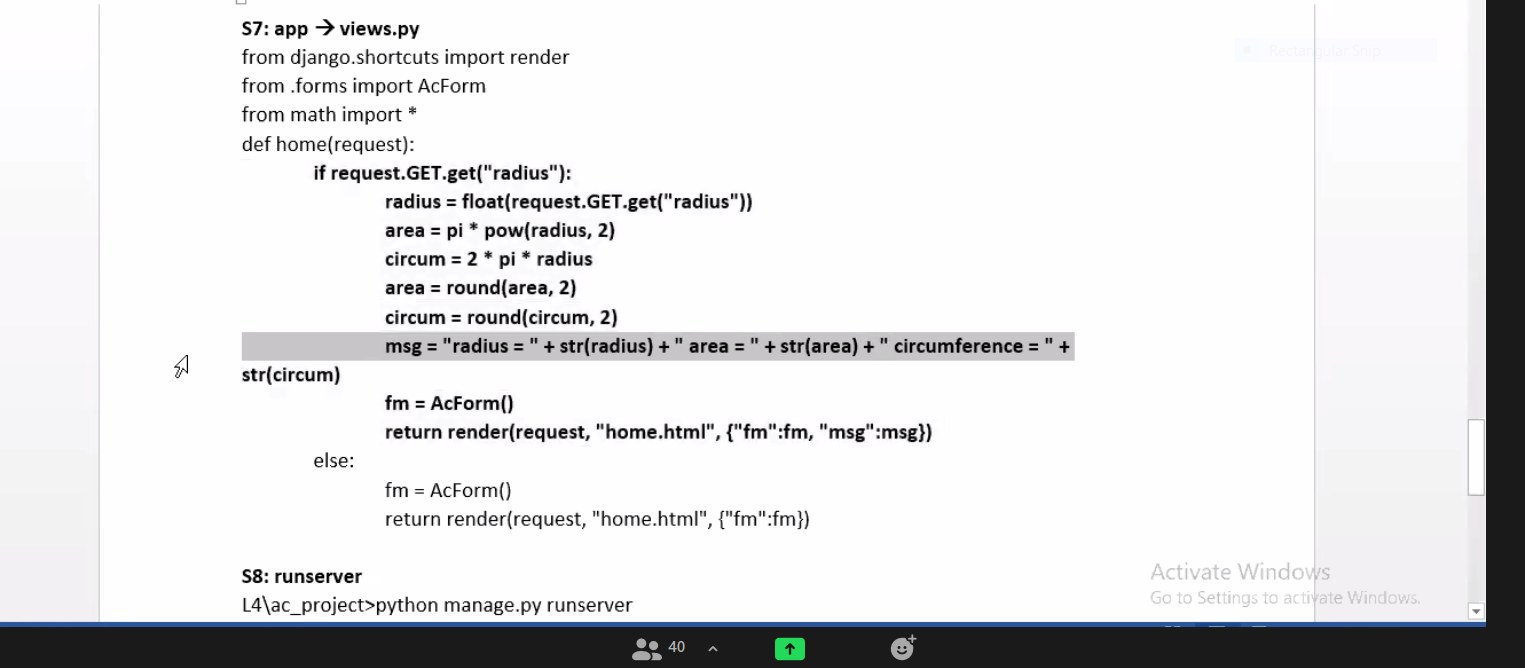 S7: app → views.py
Rectangular Snip
from django.shortcuts import render
from .forms import AcForm
from math import *
def home(request):
if request.GET.get("radius"):
radius = float(request.GET.get("radius"))
area = pi * pow(radius, 2)
circum = 2 * pi * radius
area = round(area, 2)
circum = round(circum, 2)
msg = "radius = " + str(radius) + " area = " + str(area) + " circumference = " +
str(circum)
fm = AcForm()
return render(request, "home.html", {"fm":fm, "msg":msg})
else:
fm = AcForm()
return render(request, "home.html", {"fm":fm})
S8: runserver
L4\ac_project>python manage.py runserver
Activate Windows
Go to Settings to activate Windows.
40